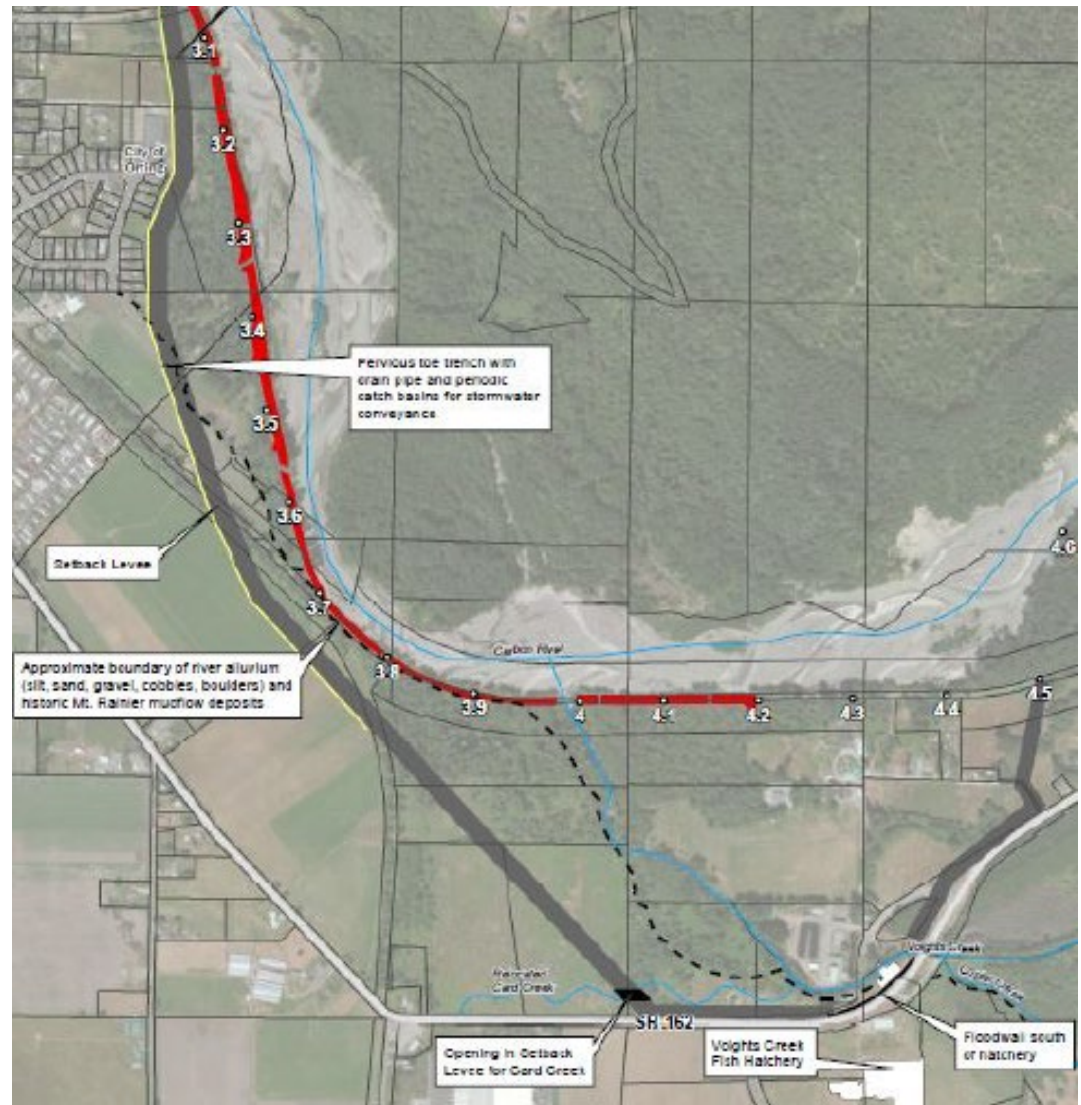 3.1
3.2
City of
Orting
3.3
3.4
Pervious toe trench with
drain pipe and periodic
catch basins for stormwater
conveyance
3.5
3.6
4.6
Setback Levee
3.7
Carbon River
Approximate boundary of river alluvium
(silt, sand, gravel, cobbles, boulders) and
historic Mt. Rainier mudflow deposits
3.8
3.9
4
4.1
4.2
4.3
4.4
4.5
Voights Creek
Relocated
Card Creek
Creek
SR 162
Opening in Setback
Levee for Card Creek
Voights Creek
Fish Hatchery
Floodwall south
of hatchery